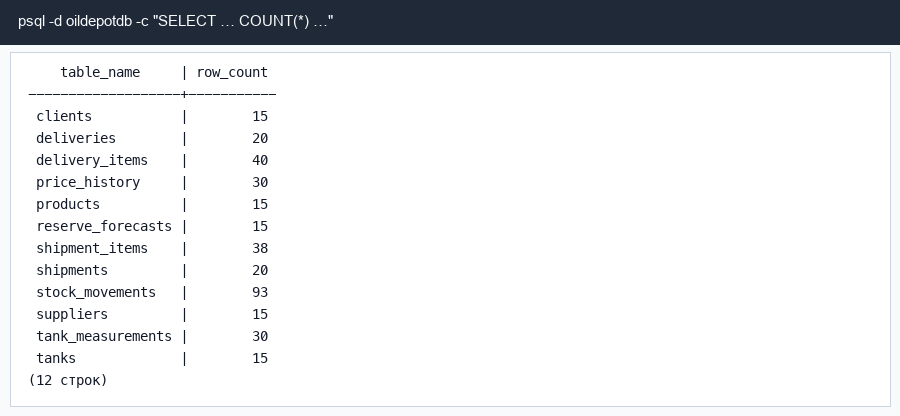 psql -d oildepotdb -c "SELECT … COUNT(*) …"
    table_name     | row_count
———————————————————+———————————
 clients           |        15
 deliveries        |        20
 delivery_items    |        40
 price_history     |        30
 products          |        15
 reserve_forecasts |        15
 shipment_items    |        38
 shipments         |        20
 stock_movements   |        93
 suppliers         |        15
 tank_measurements |        30
 tanks             |        15
(12 строк)